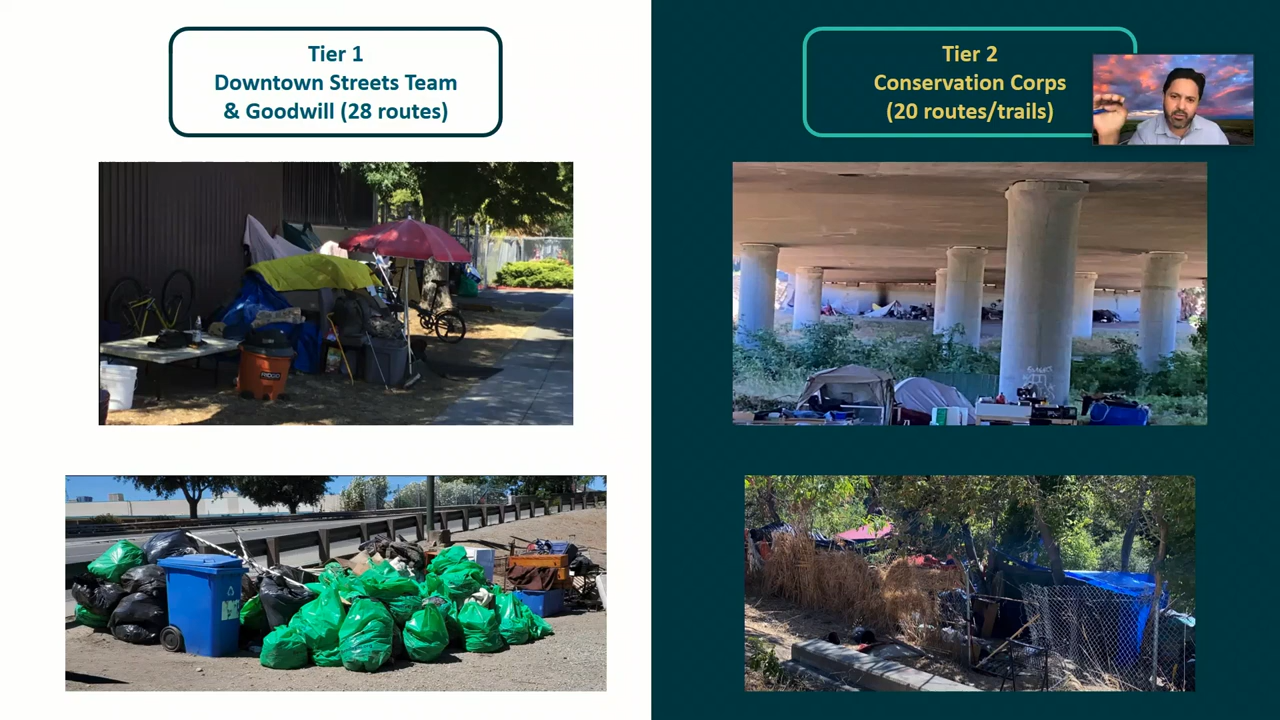 Tier 1
Downtown Streets Team
& Goodwill (28 routes)
Tier 2
Conservation Corps
(20 routes/trails)
RIDGID